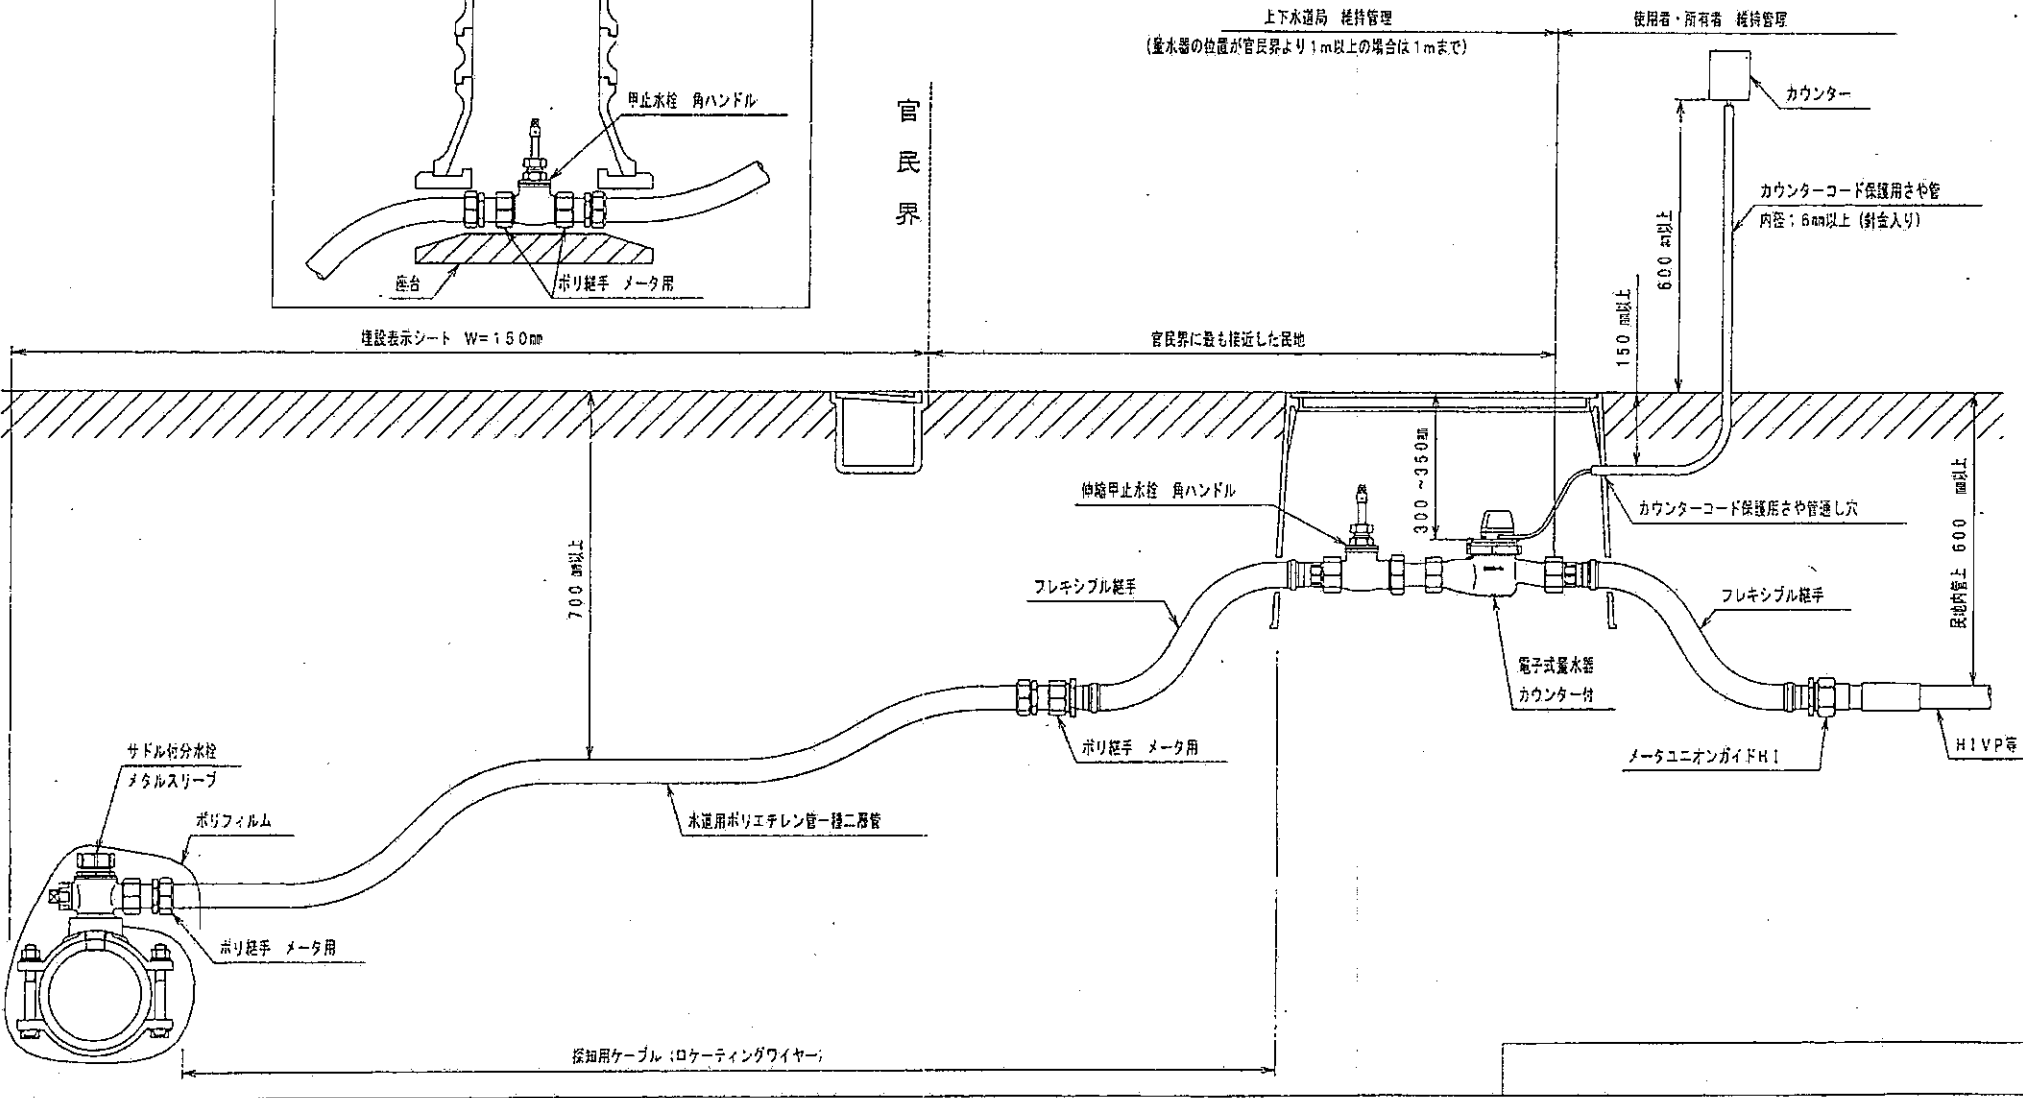 上下水道局 維持管理
(量水器の位置が官民界より1m以上の場合は1mまで)
使用者・所有者 維持管理
カウンター
甲止水栓 角ハンドル
官民界
カウンターコード保護用さや管
内径16mm以上 (針金入り)
600 mm以上
150 mm以上
座台
ポリ継手 メータ用
埋設表示シート W=150mm
官民界に最も接近した民地
300~350mm
伸縮甲止水栓 角ハンドル
カウンターコード保護用さや管通し穴
700 mm以上
フレキシブル継手
フレキシブル継手
民地内管上 600 mm以上
電子式量水器
カウンター付
サドル付分水栓
メタルスリーブ
ポリ継手 メータ用
メータユニオンガイドHI
HIVP等
ポリフィルム
水道用ポリエチレン管一種二層管
ポリ継手 メータ用
探知用ケーブル (ロケーティングワイヤー)